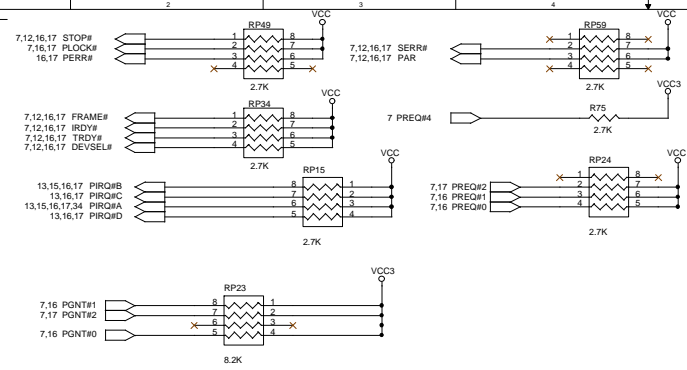 2 3 4
RP49 VCC
7,12,16,17 STOP# 1 8
7,16,17 PLOCK# 2 7
16,17 PERR# 3 6
4 5
2.7K
RP59 VCC
1 8
7,12,16,17 SERR# 2 7
7,12,16,17 PAR 3 6
4 5
2.7K
RP34 VCC
7,12,16,17 FRAME# 1 8
7,12,16,17 IRDY# 2 7
7,12,16,17 TRDY# 3 6
7,12,16,17 DEVSEL# 4 5
2.7K
VCC3
R75
7 PREQ#4
2.7K
RP15 VCC
13,15,16,17 PIRQ#B 8 1
13,16,17 PIRQ#C 7 2
13,15,16,17,34 PIRQ#A 6 3
13,16,17 PIRQ#D 5 4
2.7K
RP24 VCC
1 8
7,17 PREQ#2 2 7
7,16 PREQ#1 3 6
7,16 PREQ#0 4 5
2.7K
RP23 VCC3
7,16 PGNT#1 8 1
7,17 PGNT#2 7 2
6 3
7,16 PGNT#0 5 4
8.2K